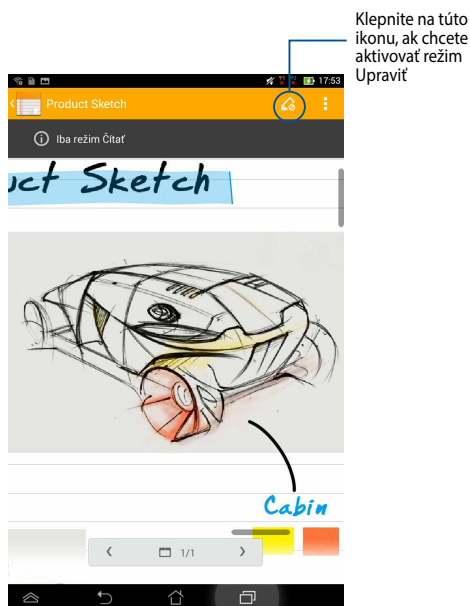 Klepnite na túto
ikonu, ak chcete
aktivovať režim
Upraviť
17:53
Product Sketch
Iba režim Čítať
uct Sketch
Cabin
1/1